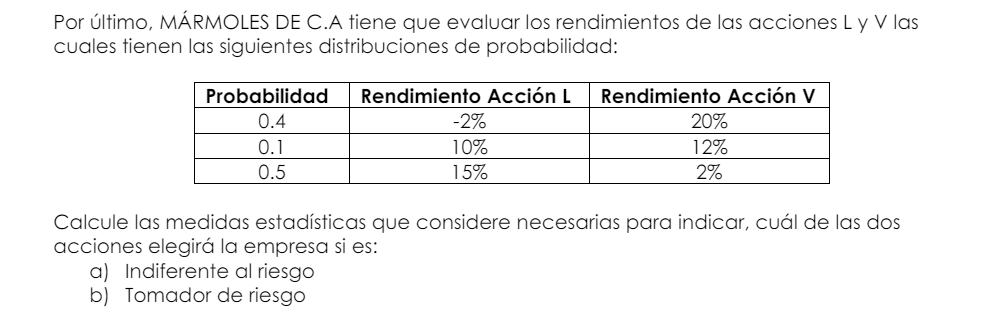 Por último, MÁRMOLES DE C.A tiene que evaluar los rendimientos de las acciones L y V las
cuales tienen las siguientes distribuciones de probabilidad:
Probabilidad Rendimiento Acción L Rendimiento Acción V
0.4 -2% 20%
0.1 10% 12%
0.5 15% 2%
Calcule las medidas estadísticas que considere necesarias para indicar, cuál de las dos
acciones elegirá la empresa si es:
a) Indiferente al riesgo
b) Tomador de riesgo